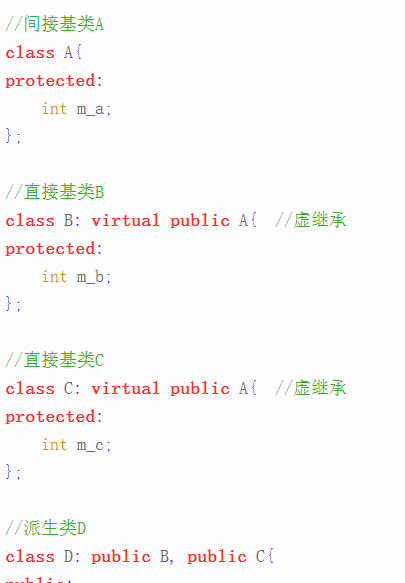 //间接基类A
class A{
protected:
    int m_a;
};

//直接基类B
class B: virtual public A{  //虚继承
protected:
    int m_b;
};

//直接基类C
class C: virtual public A{  //虚继承
protected:
    int m_c;
};

//派生类D
class D: public B, public C{
public: